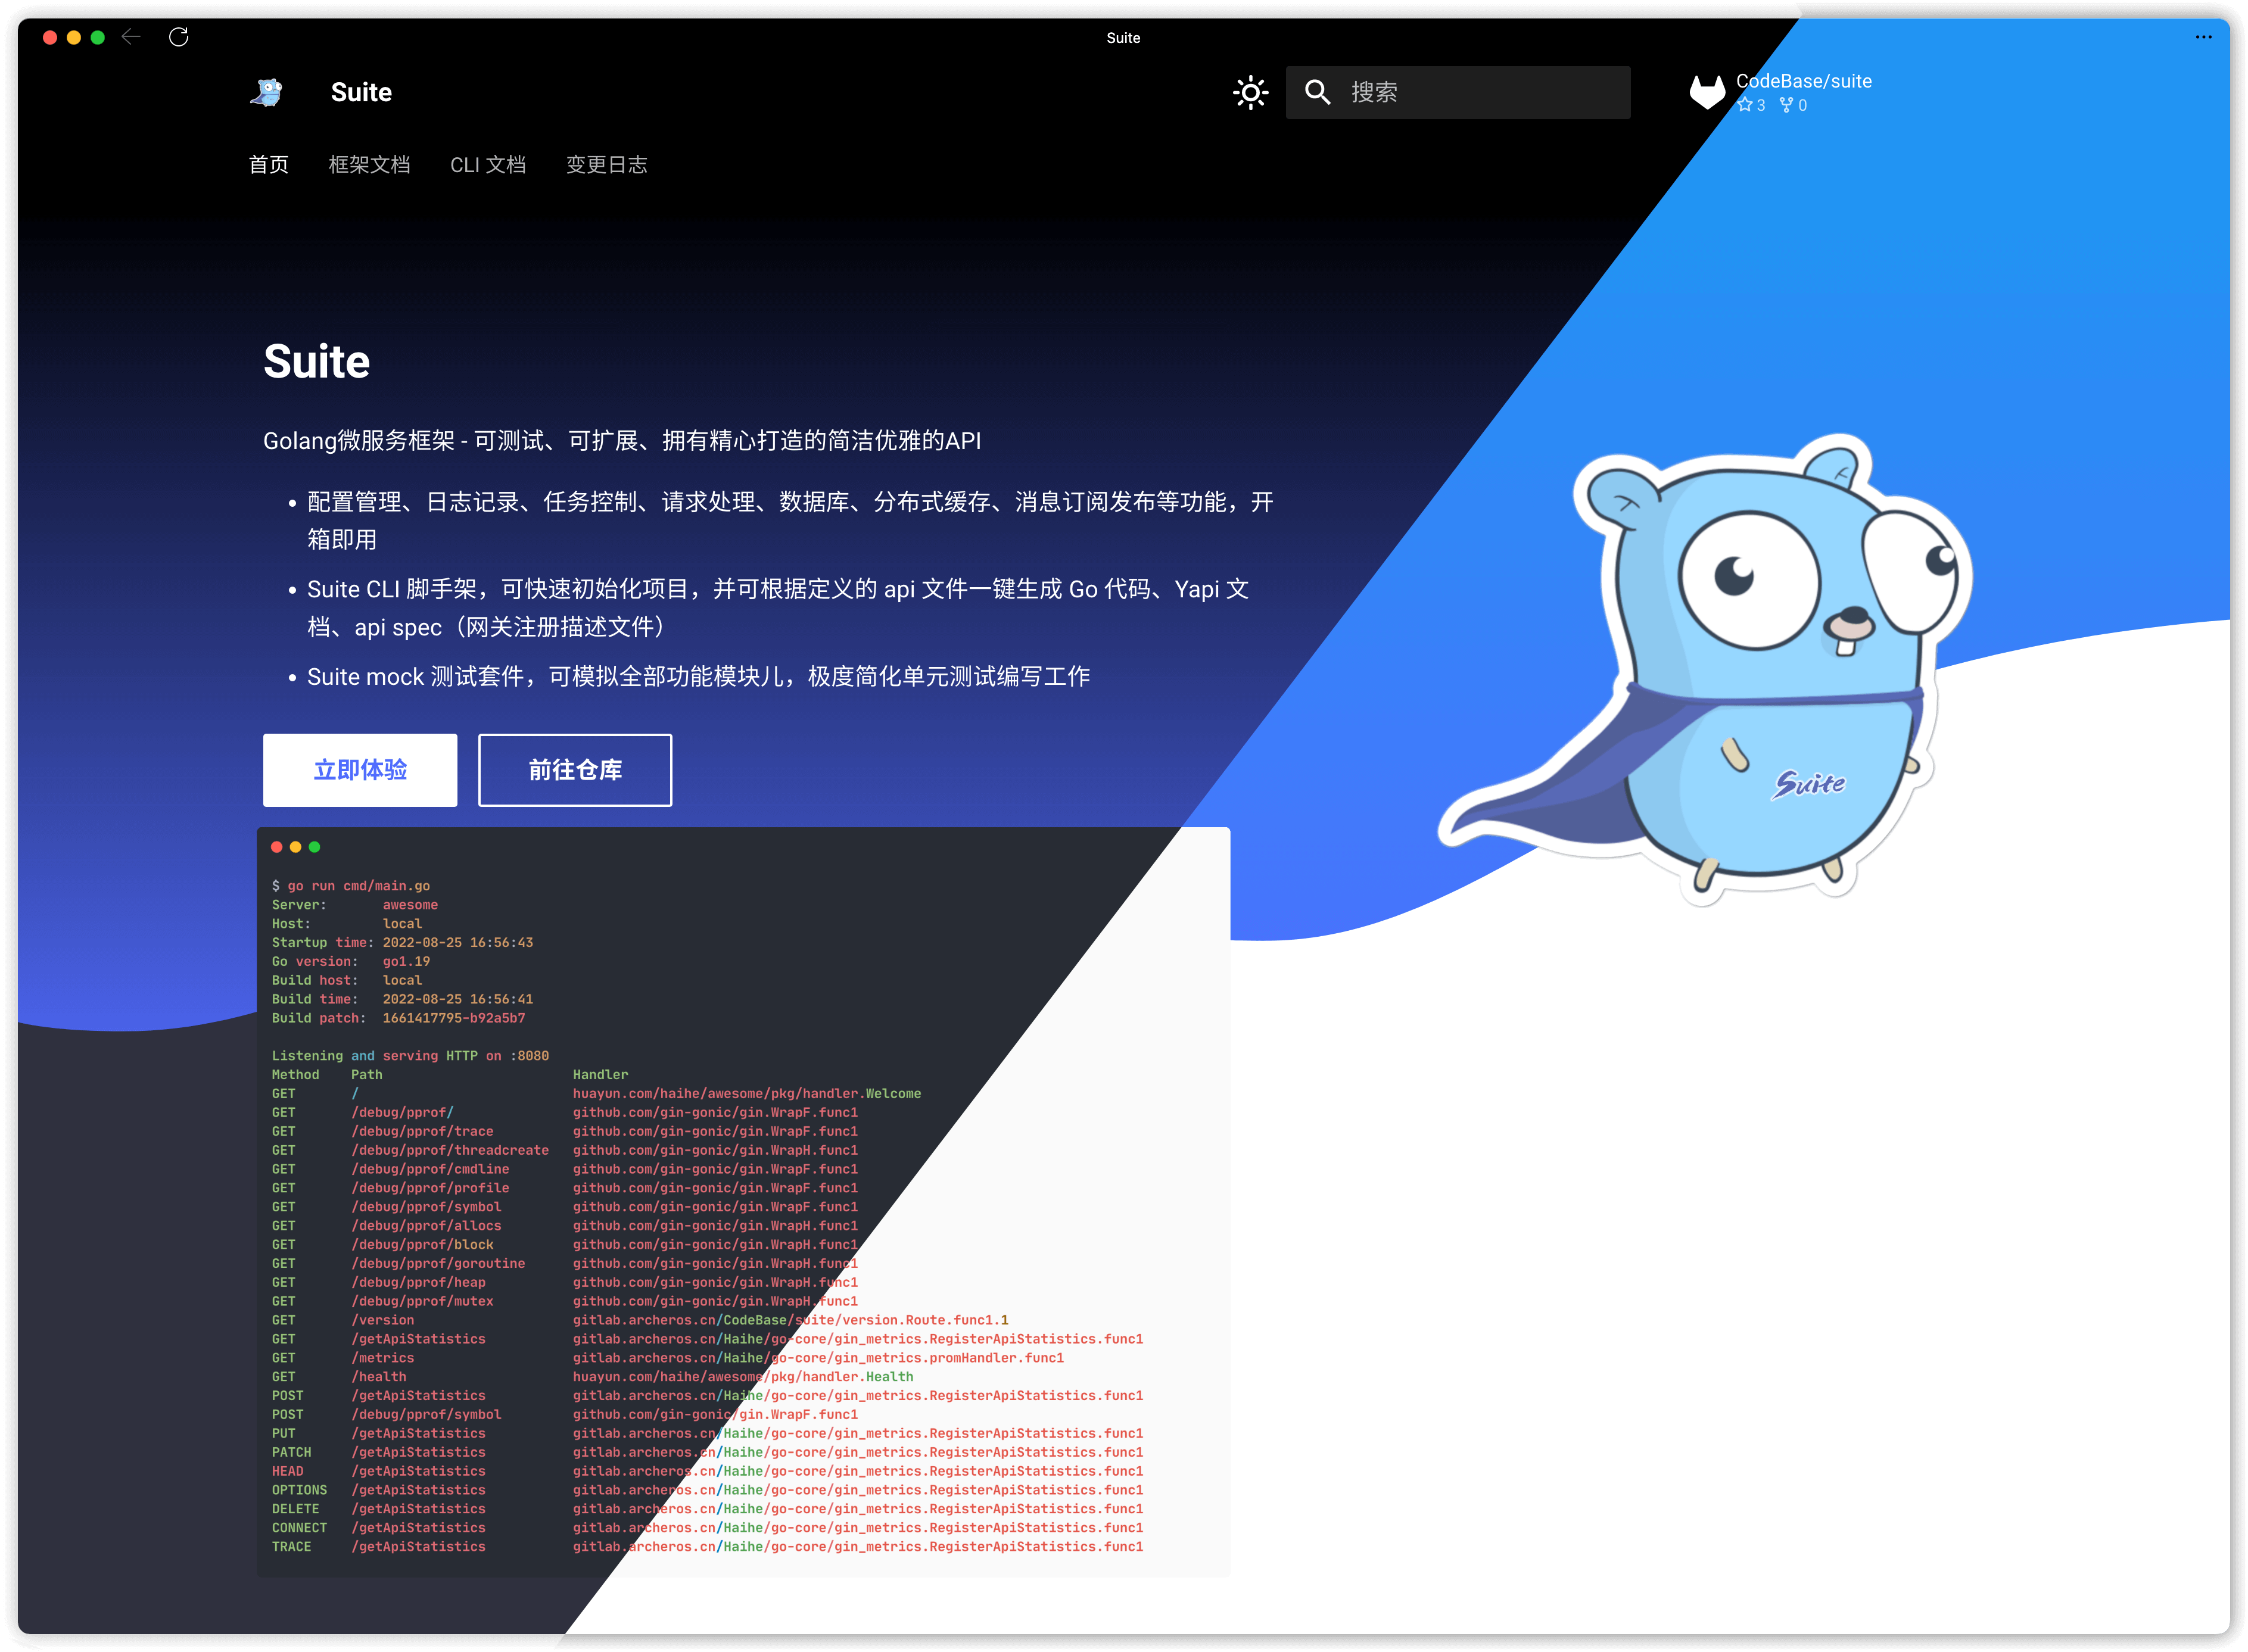 Suite
Suite
搜索
CodeBase/suite
3 0
首页 框架文档 CLI 文档 变更日志
Suite
Golang微服务框架 - 可测试、可扩展、拥有精心打造的简洁优雅的API
• 配置管理、日志记录、任务控制、请求处理、数据库、分布式缓存、消息订阅发布等功能，开
箱即用
• Suite CLI 脚手架，可快速初始化项目，并可根据定义的 api 文件一键生成 Go 代码、Yapi 文
档、api spec（网关注册描述文件）
• Suite mock 测试套件，可模拟全部功能模块儿，极度简化单元测试编写工作
立即体验 前往仓库
Suite
$ go run cmd/main.go
Server: awesome
Host: local
Startup time: 2022-08-25 16:56:43
Go version: go1.19
Build host: local
Build time: 2022-08-25 16:56:41
Build patch: 1661417795-b92a5b7
Listening and serving HTTP on :8080
Method Path Handler
GET / huayun.com/haihe/awesome/pkg/handler.Welcome
GET /debug/pprof/ github.com/gin-gonic/gin.WrapF.func1
GET /debug/pprof/trace github.com/gin-gonic/gin.WrapF.func1
GET /debug/pprof/threadcreate github.com/gin-gonic/gin.WrapH.func1
GET /debug/pprof/cmdline github.com/gin-gonic/gin.WrapF.func1
GET /debug/pprof/profile github.com/gin-gonic/gin.WrapF.func1
GET /debug/pprof/symbol github.com/gin-gonic/gin.WrapF.func1
GET /debug/pprof/allocs github.com/gin-gonic/gin.WrapH.func1
GET /debug/pprof/block github.com/gin-gonic/gin.WrapH.func1
GET /debug/pprof/goroutine github.com/gin-gonic/gin.WrapH.func1
GET /debug/pprof/heap github.com/gin-gonic/gin.WrapH.func1
GET /debug/pprof/mutex github.com/gin-gonic/gin.WrapH.func1
GET /version gitlab.archeros.cn/CodeBase/suite/version.Route.func1.1
GET /getApiStatistics gitlab.archeros.cn/Haihe/go-core/gin_metrics.RegisterApiStatistics.func1
GET /metrics gitlab.archeros.cn/Haihe/go-core/gin_metrics.promHandler.func1
GET /health huayun.com/haihe/awesome/pkg/handler.Health
POST /getApiStatistics gitlab.archeros.cn/Haihe/go-core/gin_metrics.RegisterApiStatistics.func1
POST /debug/pprof/symbol github.com/gin-gonic/gin.WrapF.func1
PUT /getApiStatistics gitlab.archeros.cn/Haihe/go-core/gin_metrics.RegisterApiStatistics.func1
PATCH /getApiStatistics gitlab.archeros.cn/Haihe/go-core/gin_metrics.RegisterApiStatistics.func1
HEAD /getApiStatistics gitlab.archeros.cn/Haihe/go-core/gin_metrics.RegisterApiStatistics.func1
OPTIONS /getApiStatistics gitlab.archeros.cn/Haihe/go-core/gin_metrics.RegisterApiStatistics.func1
DELETE /getApiStatistics gitlab.archeros.cn/Haihe/go-core/gin_metrics.RegisterApiStatistics.func1
CONNECT /getApiStatistics gitlab.archeros.cn/Haihe/go-core/gin_metrics.RegisterApiStatistics.func1
TRACE /getApiStatistics gitlab.archeros.cn/Haihe/go-core/gin_metrics.RegisterApiStatistics.func1